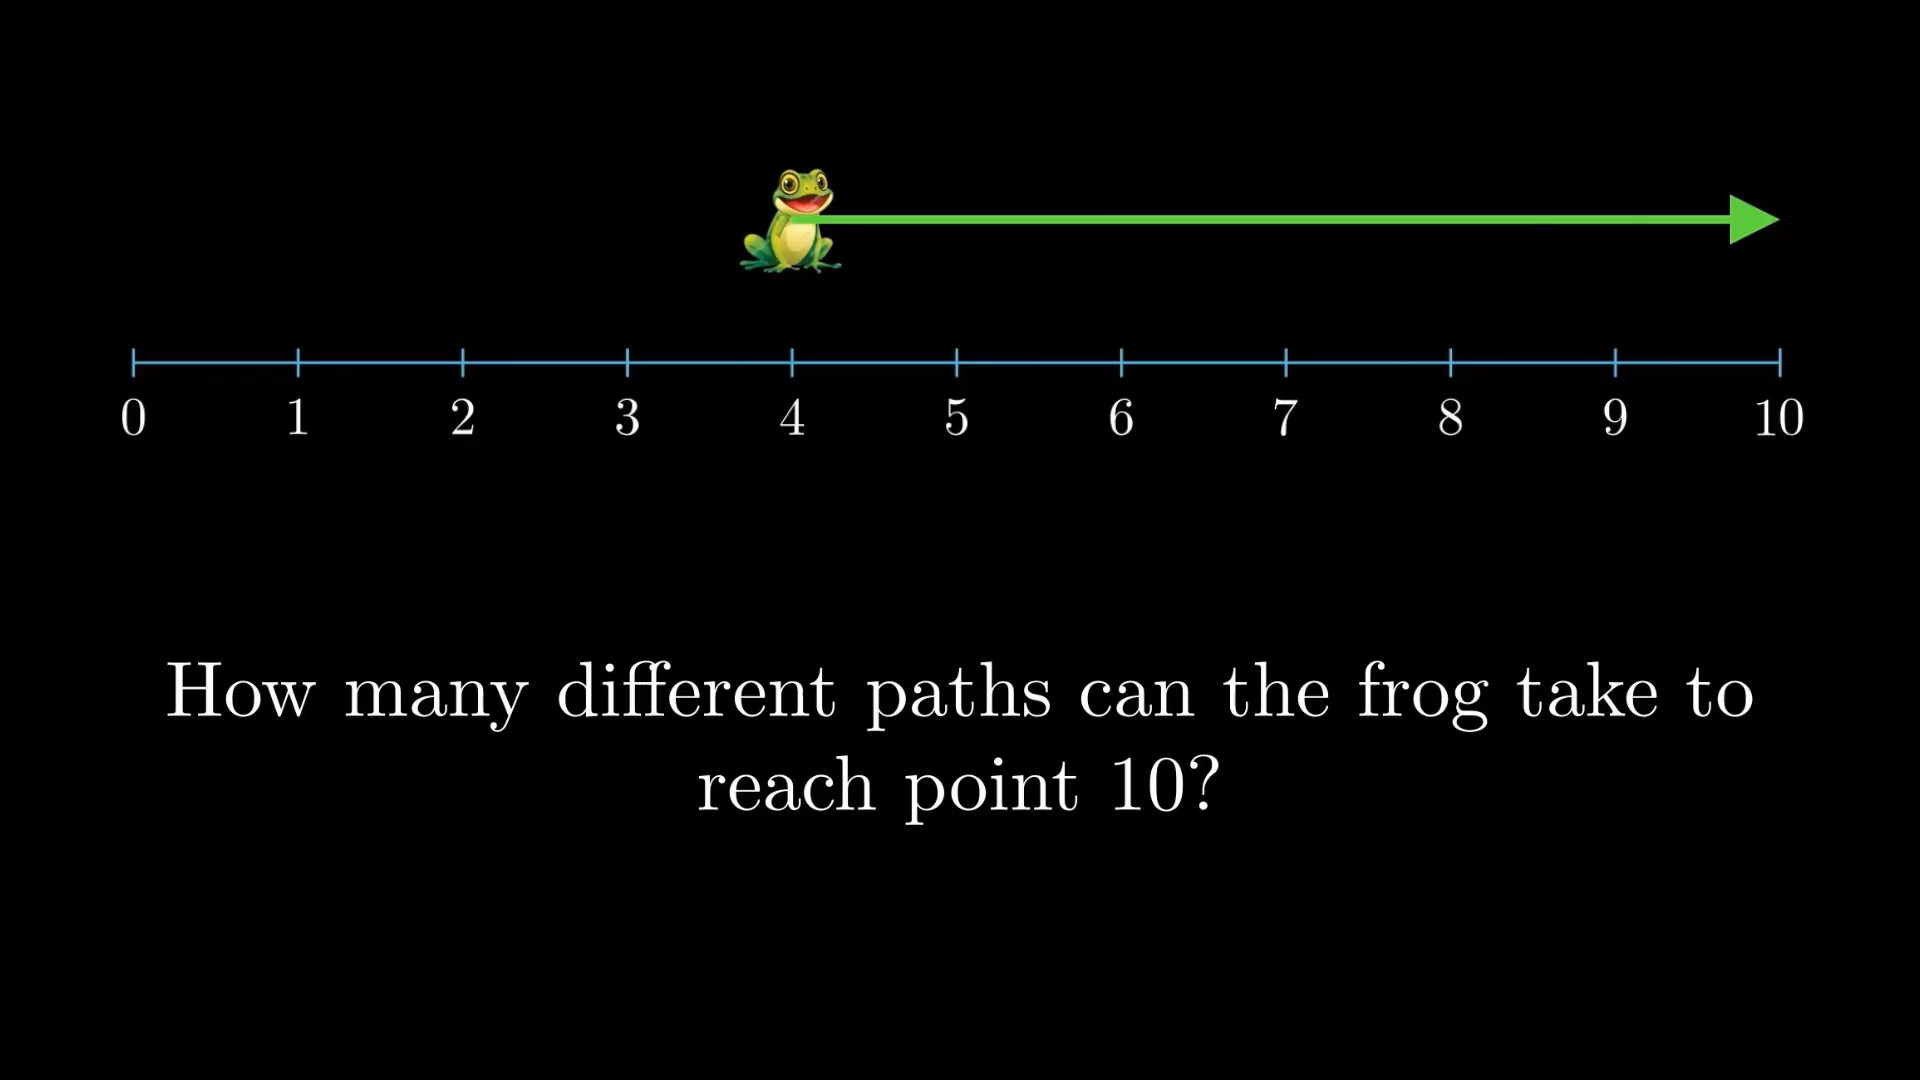 0 1 2 3 4 5 6 7 8 9 10
How many different paths can the frog take to
reach point 10?